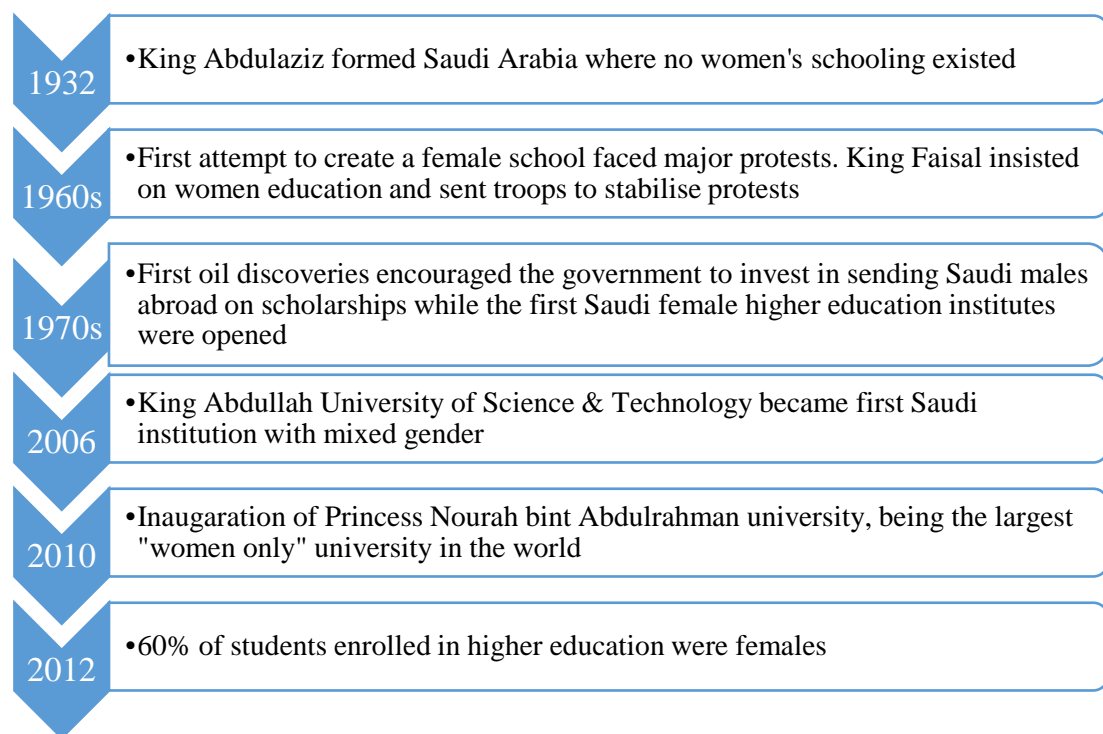 1932
•King Abdulaziz formed Saudi Arabia where no women's schooling existed
1960s
•First attempt to create a female school faced major protests. King Faisal insisted
on women education and sent troops to stabilise protests
1970s
•First oil discoveries encouraged the government to invest in sending Saudi males
abroad on scholarships while the first Saudi female higher education institutes
were opened
2006
•King Abdullah University of Science & Technology became first Saudi
institution with mixed gender
2010
•Inaugaration of Princess Nourah bint Abdulrahman university, being the largest
"women only" university in the world
2012
•60% of students enrolled in higher education were females